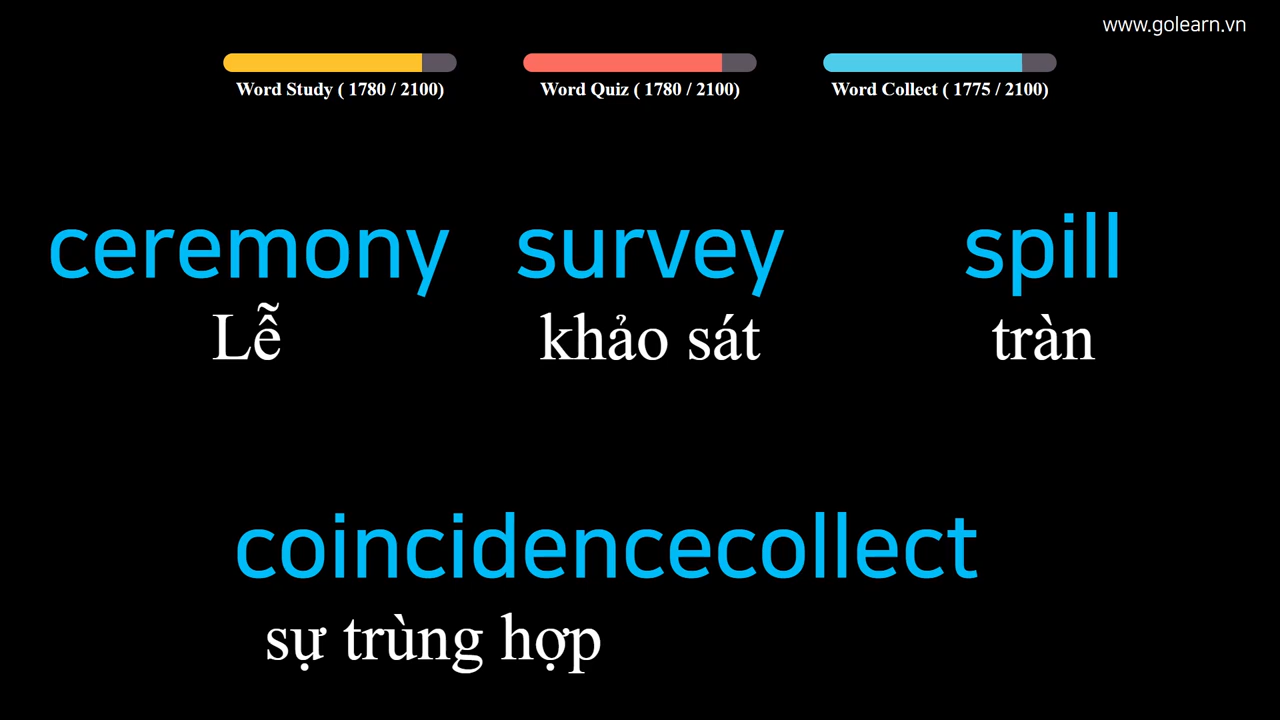 www.golearn.vn
Word Study ( 1780 / 2100) Word Quiz ( 1780 / 2100) Word Collect ( 1775 / 2100)
ceremony survey spill
Lễ khảo sát tràn
coincidencecollect
sự trùng hợp